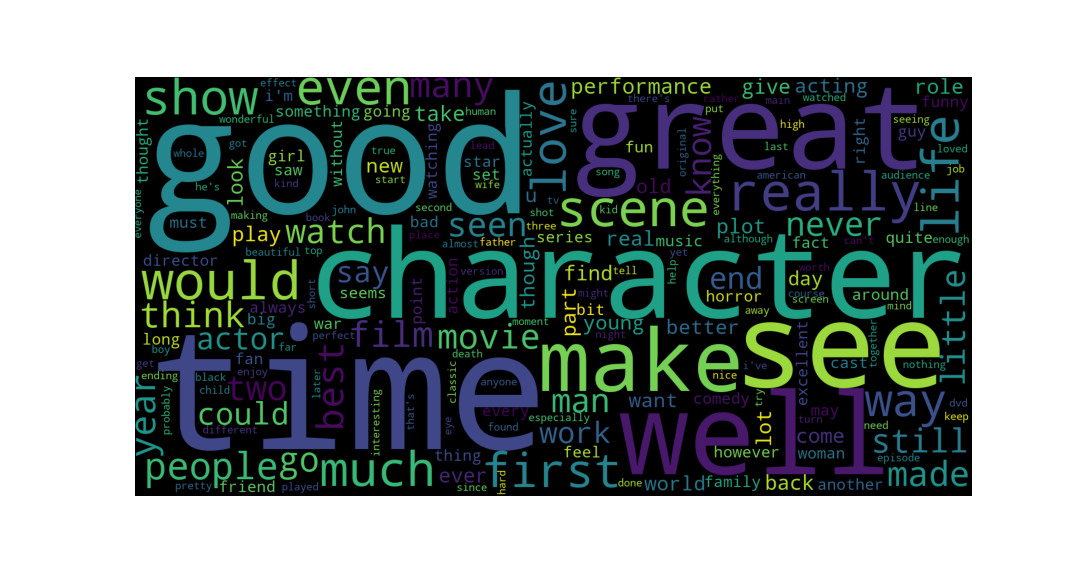 show
even
many
effect
i'm
wonderful
something
going
take
human
performance
there's
rather
main
watched
give
acting
role
funny
seeing
thought
good
whole
got
girl
saw
he's
kind
true
new
start
lead
wife
without
watching
actually
love
sure
great
fun
song
put
high
original
know
last
right
guy
loved
job
life
look
star
set
old
kid
tv
everything
really
american
audience
line
everyone
must
making
book
john
second
bad
place
seen
shot
three
scene
plot
never
although
can't
fact
quite
enough
play
watch
almost
father
series
real
music
yet
director
beautiful
top
character
would
say
seems
point
action
version
though
find
tell
help
end
horror
away
worth
day
course
screen
around
mind
little
short
think
always
big
war
perfect
film
movie
moment
part
might
bit
young
night
better
long
boy
actor
far
fan
enjoy
get
ending
black
child
later
two
best
time
death
classic
anyone
make
nice
i've
see
excellent
cast
together
nothing
year
probably
could
different
interesting
that's
eye
every
found
especially
man
want
comedy
try
lot
may
turn
way
dvd
keep
need
people
go
much
thing
ever
first
feel
work
well
however
come
woman
still
episode
pretty
friend
played
since
hard
done
world
family
back
another
made